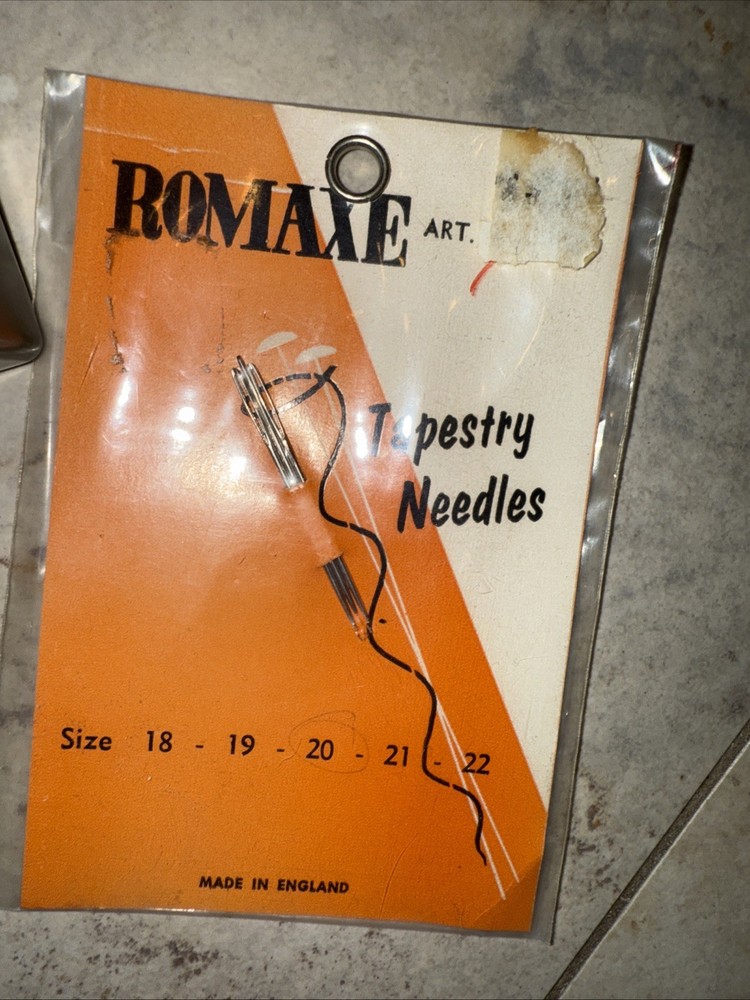 ROMAXE ART.
Tapestry
Needles
Size 18 - 19 - 20 - 21 - 22
MADE IN ENGLAND